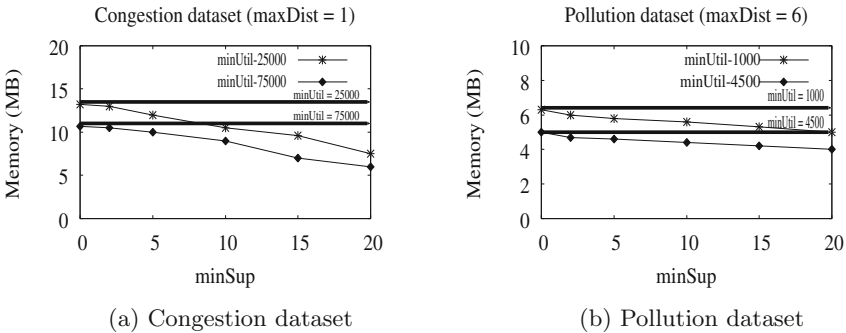 Congestion dataset (maxDist = 1)
20
15
10
5
0
Memory (MB)
minUtil-25000
minUtil-75000
minUtil = 25000
minUtil = 75000
0 5 10 15 20
minSup
(a) Congestion dataset
Pollution dataset (maxDist = 6)
10
8
6
4
2
0
Memory (MB)
minUtil-1000
minUtil-4500
minUtil = 1000
minUtil = 4500
0 5 10 15 20
minSup
(b) Pollution dataset